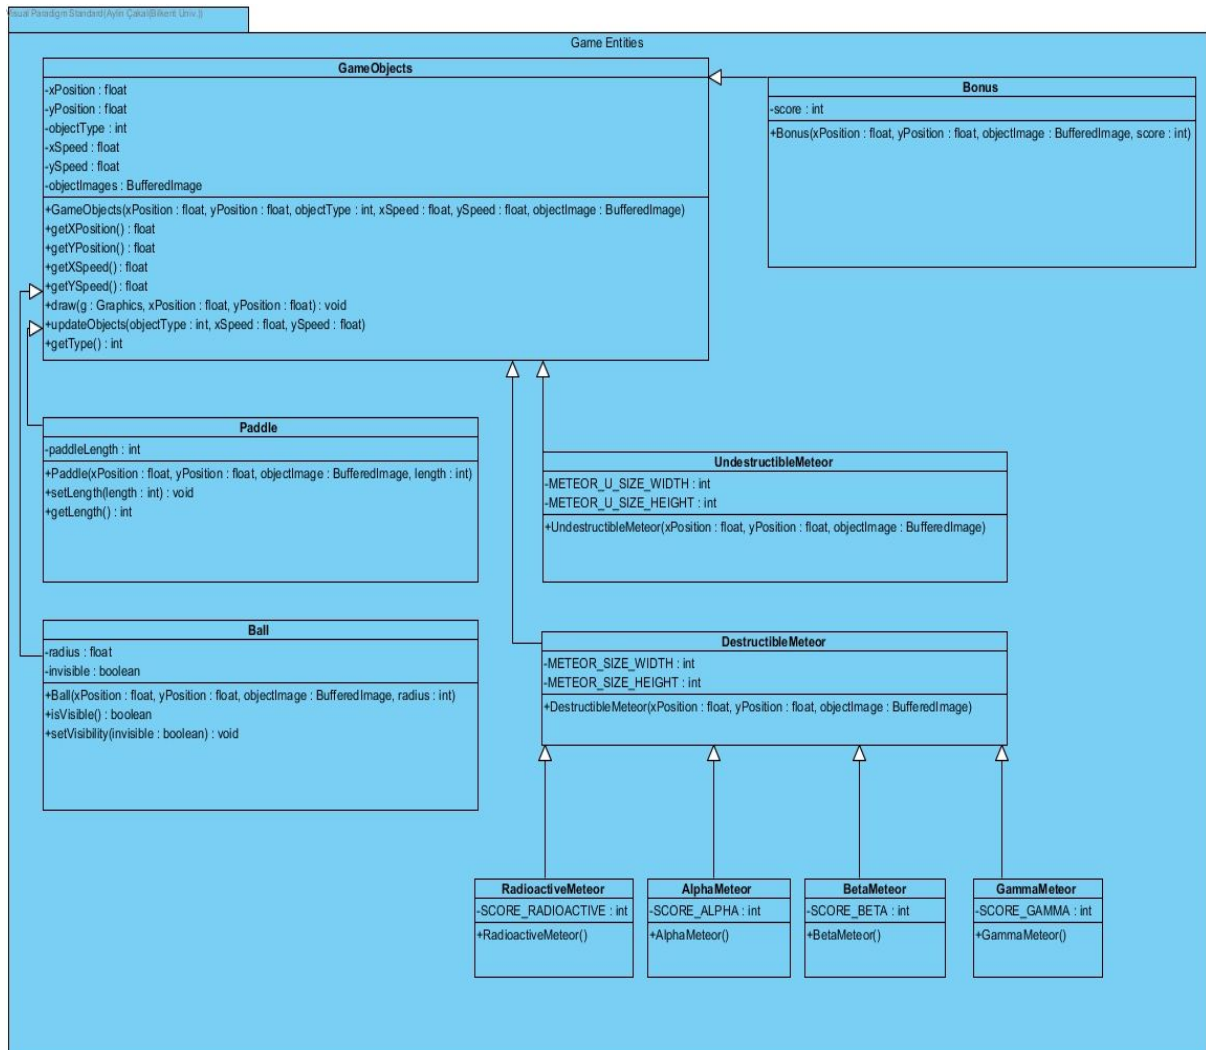 Visual Paradigm Standard(Aylin Çakal(Bilkent Univ.))
Game Entities
GameObjects
-xPosition : float
-yPosition : float
-objectType : int
-xSpeed : float
-ySpeed : float
-objectImages : BufferedImage
+GameObjects(xPosition : float, yPosition : float, objectType : int, xSpeed : float, ySpeed : float, objectImage : BufferedImage)
+getXPosition() : float
+getYPosition() : float
+getXSpeed() : float
+getYSpeed() : float
+draw(g : Graphics, xPosition : float, yPosition : float) : void
+updateObjects(objectType : int, xSpeed : float, ySpeed : float)
+getType() : int
Bonus
-score : int
+Bonus(xPosition : float, yPosition : float, objectImage : BufferedImage, score : int)
Paddle
-paddleLength : int
+Paddle(xPosition : float, yPosition : float, objectImage : BufferedImage, length : int)
+setLength(length : int) : void
+getLength() : int
UndestructibleMeteor
-METEOR_U_SIZE_WIDTH : int
-METEOR_U_SIZE_HEIGHT : int
+UndestructibleMeteor(xPosition : float, yPosition : float, objectImage : BufferedImage)
Ball
-radius : float
-invisible : boolean
+Ball(xPosition : float, yPosition : float, objectImage : BufferedImage, radius : int)
+isVisible() : boolean
+setVisibility(invisible : boolean) : void
DestructibleMeteor
-METEOR_SIZE_WIDTH : int
-METEOR_SIZE_HEIGHT : int
+DestructibleMeteor(xPosition : float, yPosition : float, objectImage : BufferedImage)
RadioactiveMeteor
-SCORE_RADIOACTIVE : int
+RadioactiveMeteor()
AlphaMeteor
-SCORE_ALPHA : int
+AlphaMeteor()
BetaMeteor
-SCORE_BETA : int
+BetaMeteor()
GammaMeteor
-SCORE_GAMMA : int
+GammaMeteor()